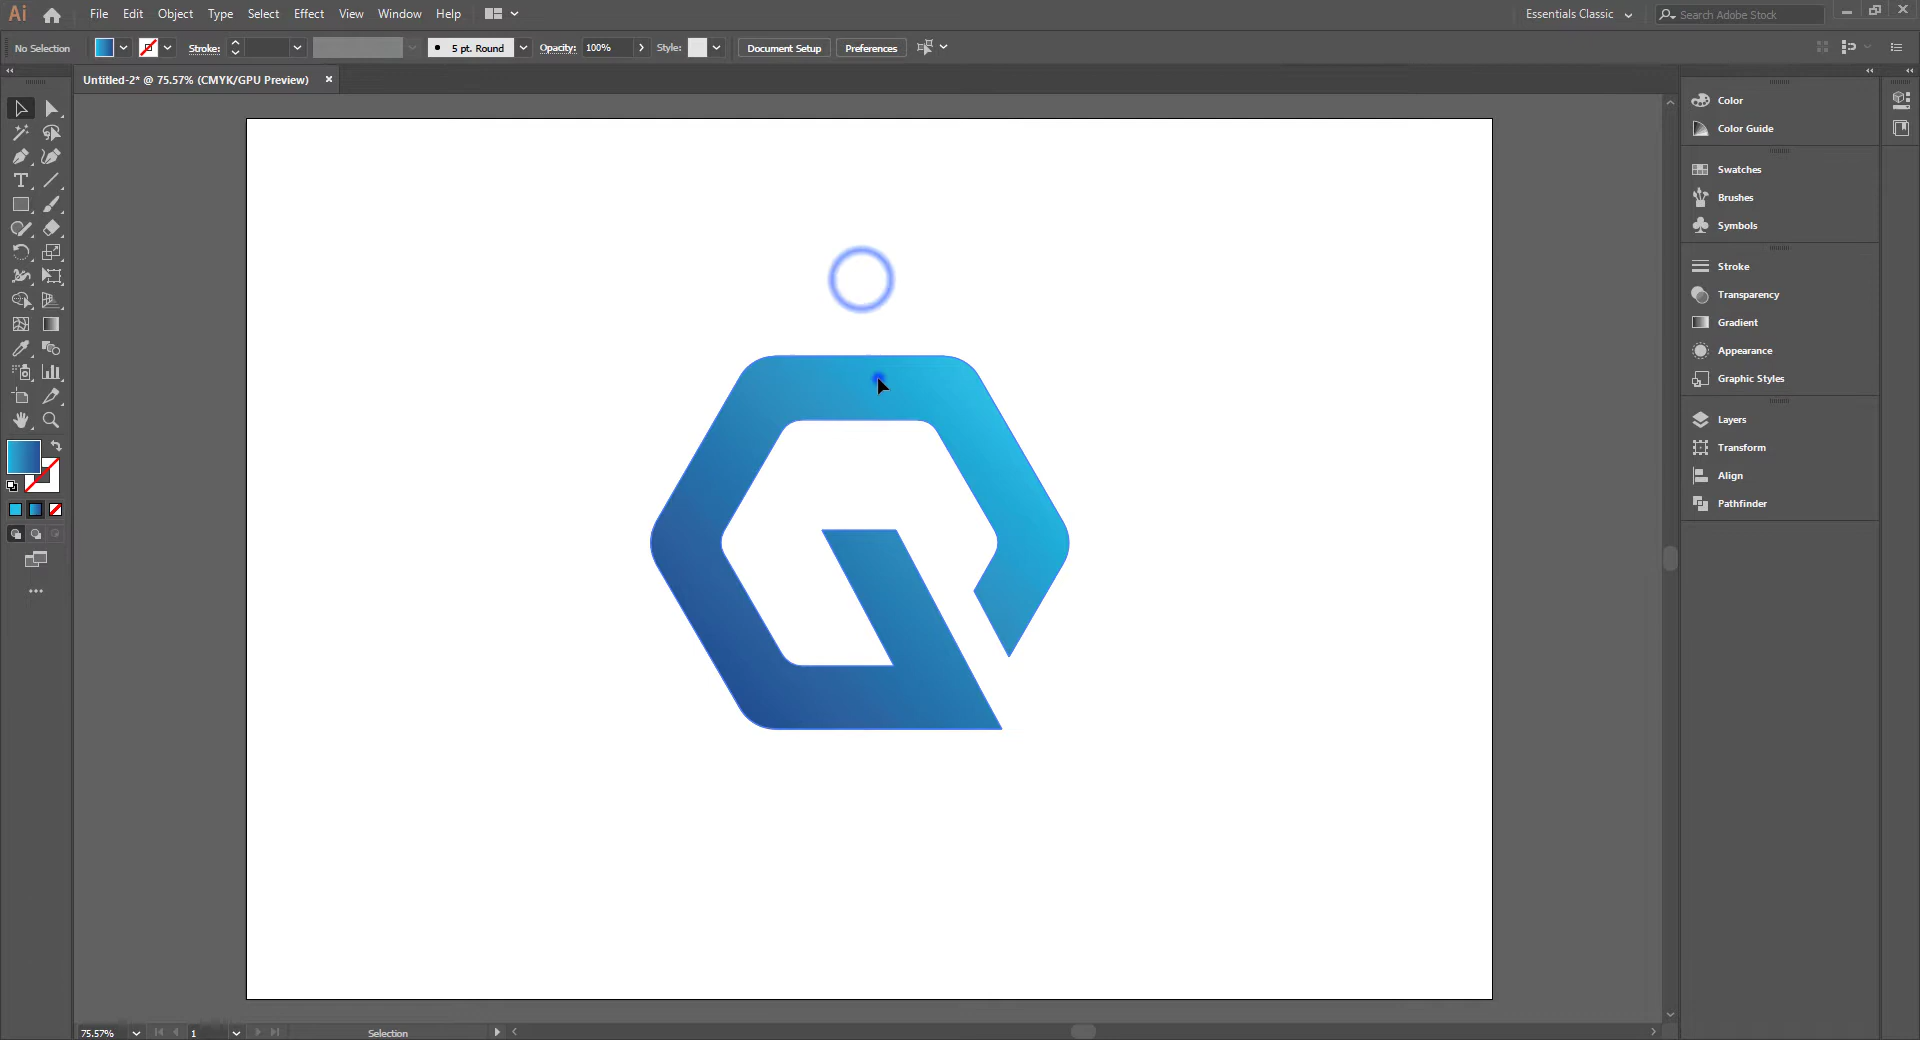 Ai File Edit Object Type Select Effect View Window Help Essentials Classic Search Adobe Stock
No Selection Stroke: 5 pt. Round Opacity: 100% Style: Document Setup Preferences
Untitled-2* @ 75.57% (CMYK/GPU Preview) ×
Color
Color Guide
Swatches
Brushes
Symbols
Stroke
Transparency
Gradient
Appearance
Graphic Styles
Layers
Transform
Align
Pathfinder
75.57% 1 Selection